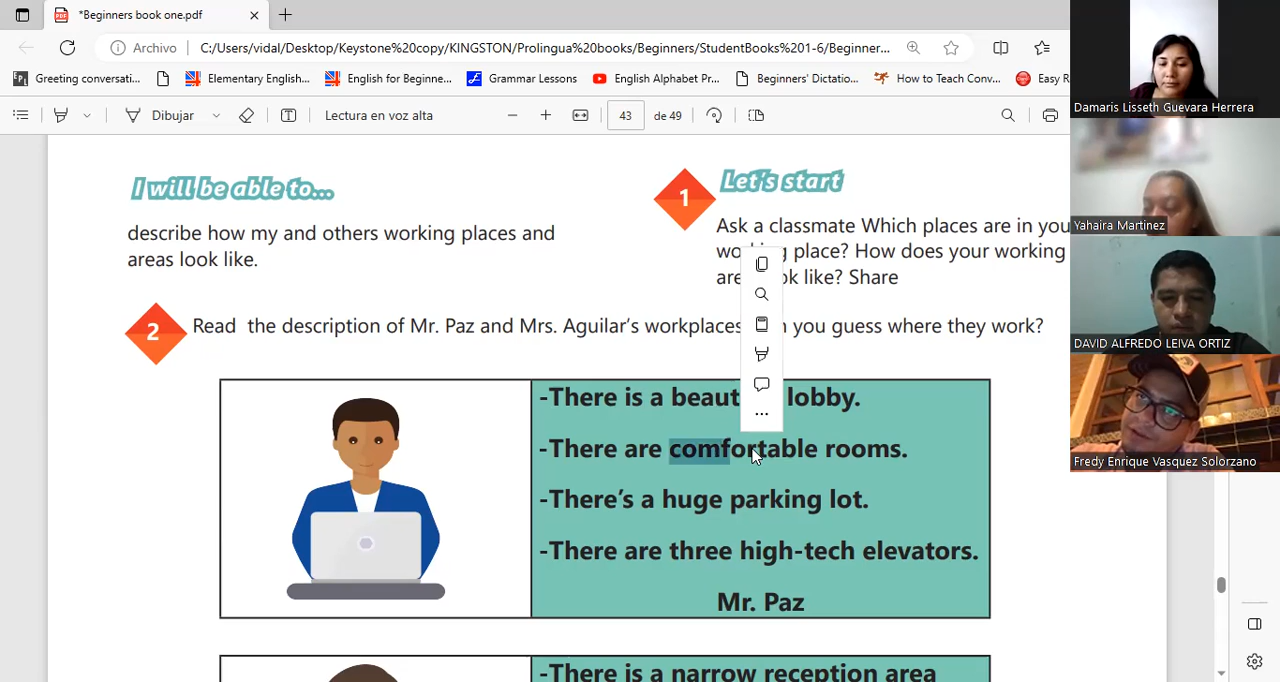 *Beginners book one.pdf
Archivo
C:/Users/vidal/Desktop/Keystone%20copy/KINGSTON/Prolingua%20books/Beginners/StudentBooks%201-6/Beginner...
Greeting conversati...
Elementary English...
English for Beginne...
Grammar Lessons
English Alphabet Pr...
Beginners' Dictatio...
How to Teach Conv...
Easy R
Dibujar
Lectura en voz alta
43
de 49
I will be able to...
describe how my and others working places and
areas look like.
1
Let's start
Ask a classmate Which places are in you
place? How does your working
like? Share
2
Read the description of Mr. Paz and Mrs. Aguilar's workplaces
you guess where they work?
-There is a lobby.
-There are comfortable rooms.
-There's a huge parking lot.
-There are three high-tech elevators.
Mr. Paz
-There is a narrow reception area
Damaris Lisseth Guevara Herrera
Yahaira Martinez
DAVID ALFREDO LEIVA ORTIZ
Fredy Enrique Vasquez Solorzano